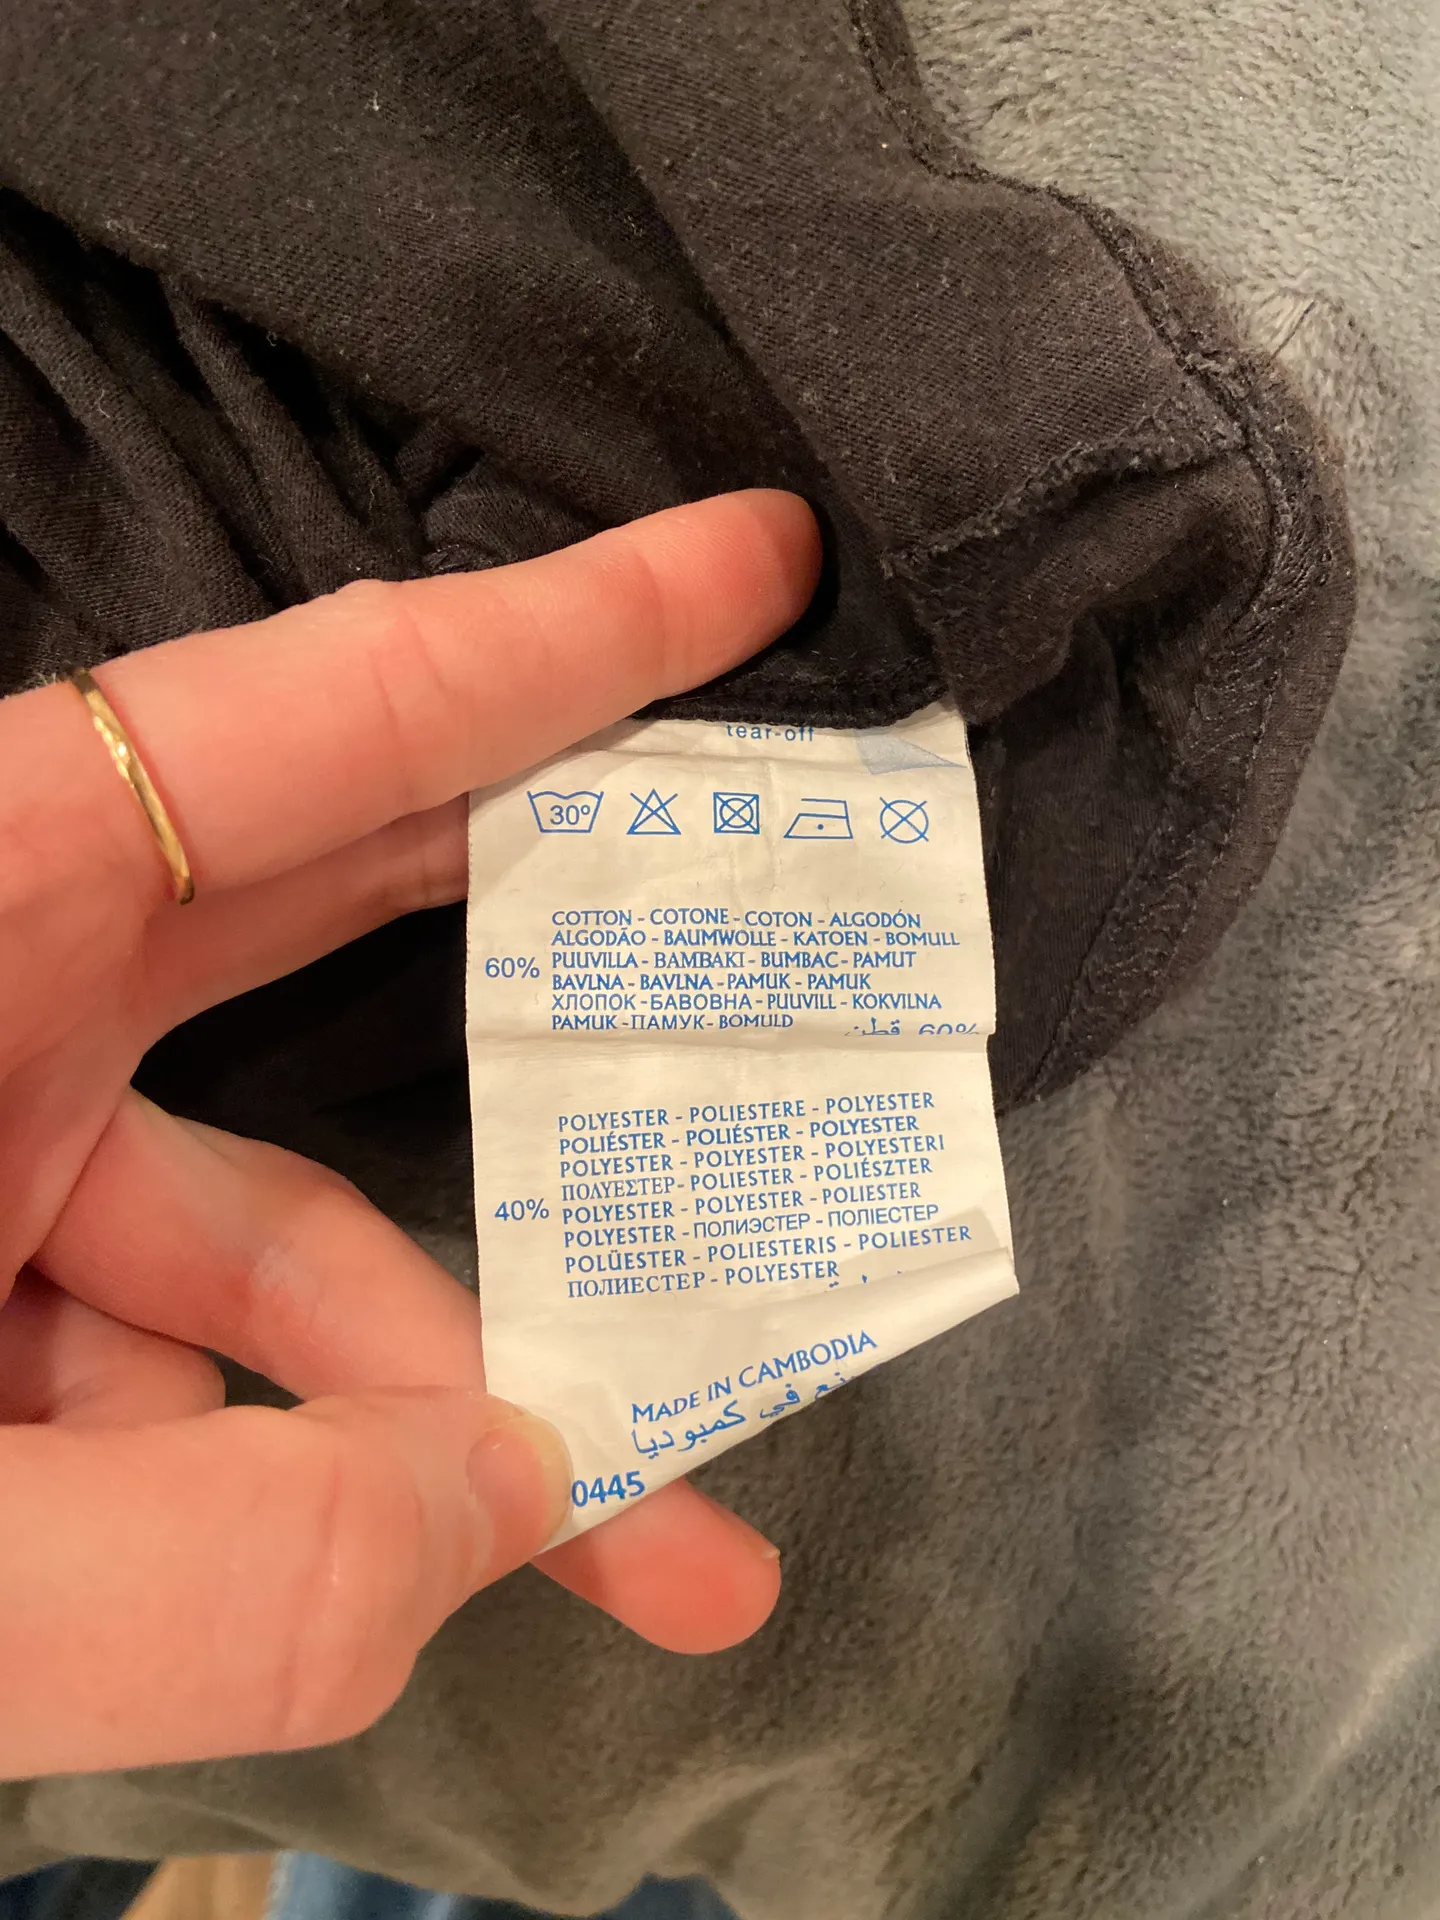 tear-off
30°
COTTON - COTONE - COTON - ALGODÓN
ALGODÃO - BAUMWOLLE - KATOEN - BOMULL
60% PUUVILLA - BAMBAKI - BUMBAC - PAMUT
BAVLNA - BAVLNA - PAMUK - PAMUK
ХЛОПОК - БАВОВНА - PUUVILL - KOKVILNA
PAMUK - ПАМУК - BOMULD
60% قطن
POLYESTER - POLIESTERE - POLYESTER
POLIÉSTER - POLIÉSTER - POLYESTER
POLYESTER - POLYESTER - POLYESTERI
ΠΟΛΥΕΣΤΕΡ - POLIESTER - POLIÉSZTER
40% POLYESTER - POLYESTER - POLIESTER
POLYESTER - ПОЛИЭСТЕР - ПОЛІЕСТЕР
POLÜESTER - POLIESTERIS - POLIESTER
ПОЛИЕСТЕР - POLYESTER
MADE IN CAMBODIA
في كمبوديا
0445